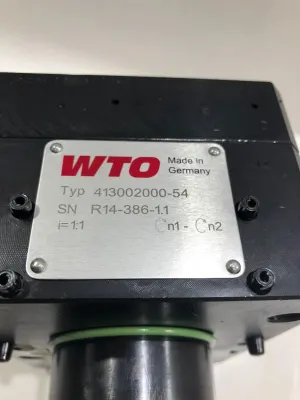 WTO Made in
Germany
Typ 413002000-54
SN R14-386-1.1
i=1:1 n1 - n2